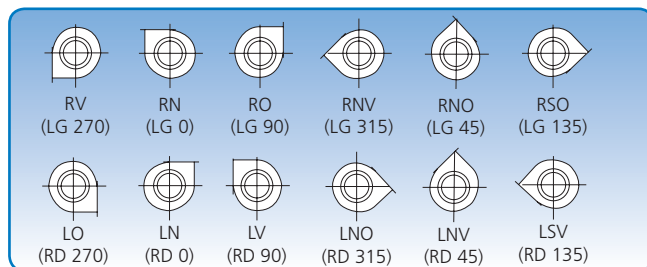 RV RN RO RNV RNO RSO
(LG 270) (LG 0) (LG 90) (LG 315) (LG 45) (LG 135)
LO LN LV LNO LNV LSV
(RD 270) (RD 0) (RD 90) (RD 315) (RD 45) (RD 135)